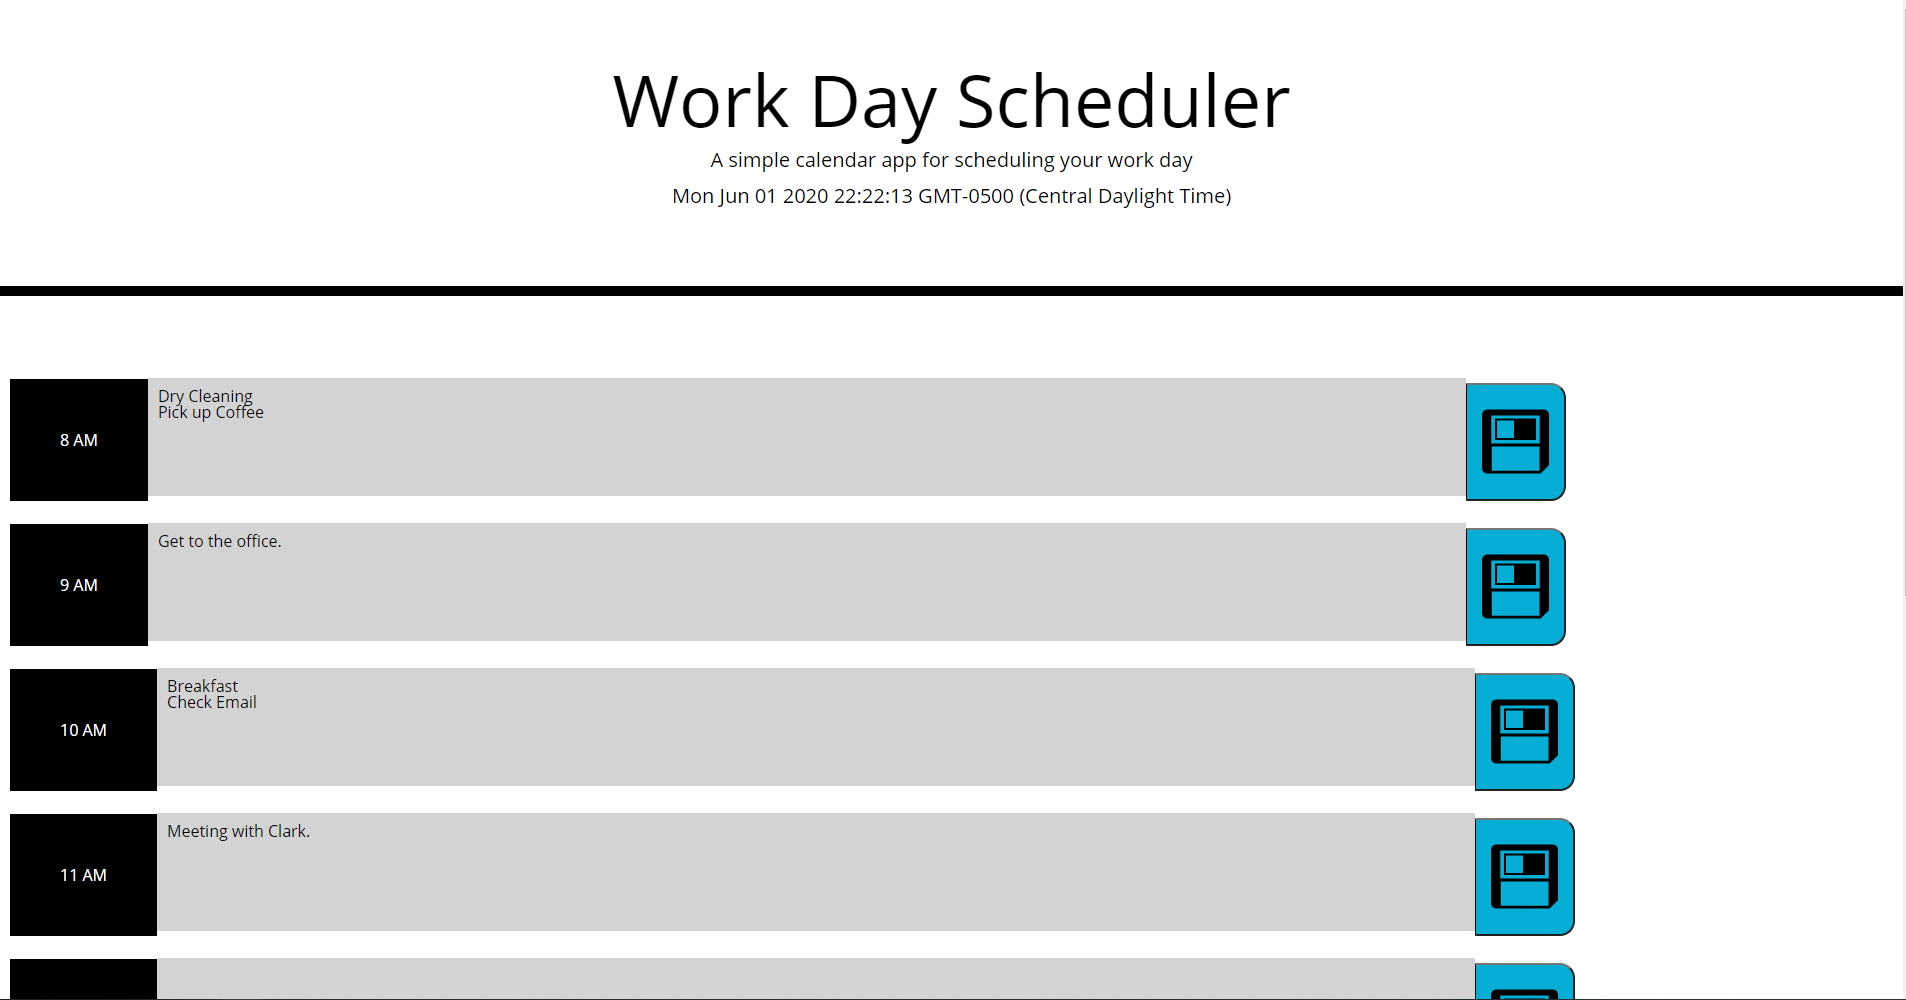 Work Day Scheduler
A simple calendar app for scheduling your work day
Mon Jun 01 2020 22:22:13 GMT-0500 (Central Daylight Time)
8 AM
Dry Cleaning
Pick up Coffee
9 AM
Get to the office.
10 AM
Breakfast
Check Email
11 AM
Meeting with Clark.